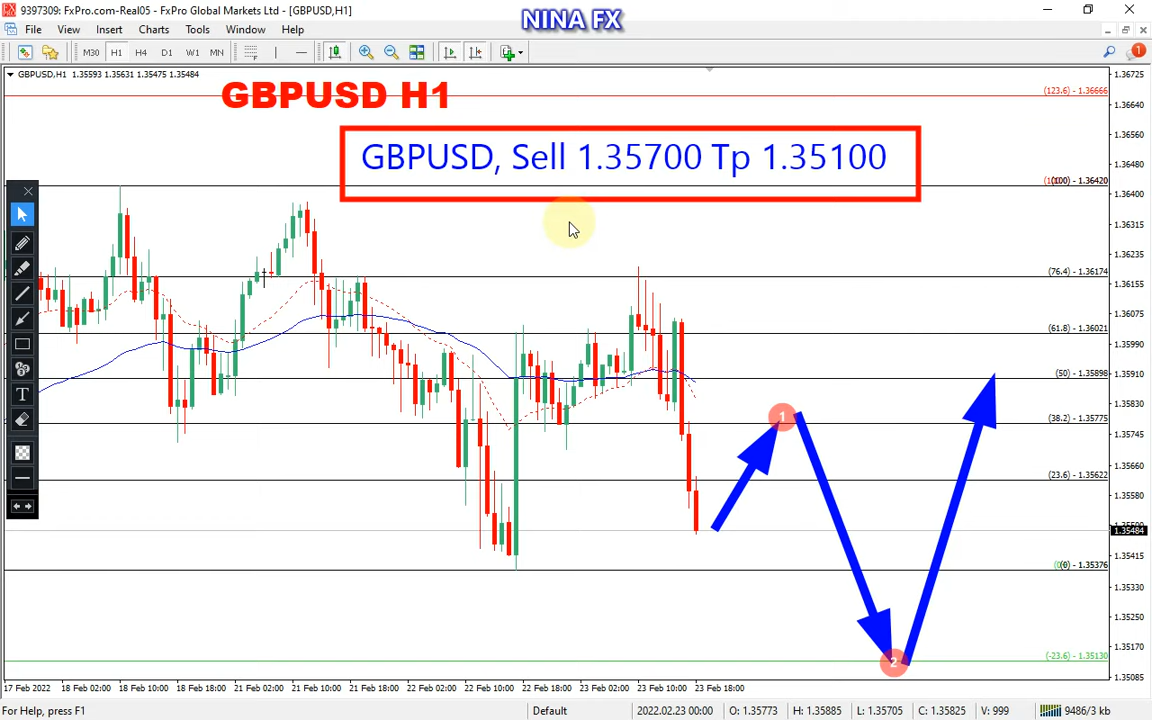 9397309: FxPro.com-Real05 - FxPro Global Markets Ltd - [GBPUSD,H1]
NINA FX
File View Insert Charts Tools Window Help
M30 H1 H4 D1 W1 MN
1
GBPUSD,H1 1.35593 1.35631 1.35475 1.35484
GBPUSD H1
GBPUSD, Sell 1.35700 Tp 1.35100
(123.6) - 1.36666
(100) - 1.36420
(76.4) - 1.36174
(61.8) - 1.36021
(50) - 1.35898
(38.2) - 1.35775
(23.6) - 1.35622
(0) - 1.35376
(-23.6) - 1.35130
1.36725
1.36640
1.36560
1.36480
1.36400
1.36315
1.36235
1.36155
1.36075
1.35990
1.35910
1.35830
1.35745
1.35660
1.35580
1.35500
1.35484
1.35415
1.35330
1.35250
1.35170
1.35085
T
1
2
17 Feb 2022 18 Feb 02:00 18 Feb 10:00 18 Feb 18:00 21 Feb 02:00 21 Feb 10:00 21 Feb 18:00 22 Feb 02:00 22 Feb 10:00 22 Feb 18:00 23 Feb 02:00 23 Feb 10:00 23 Feb 18:00
For Help, press F1 Default 2022.02.23 00:00 O: 1.35773 H: 1.35885 L: 1.35705 C: 1.35825 V: 999 9486/3 kb